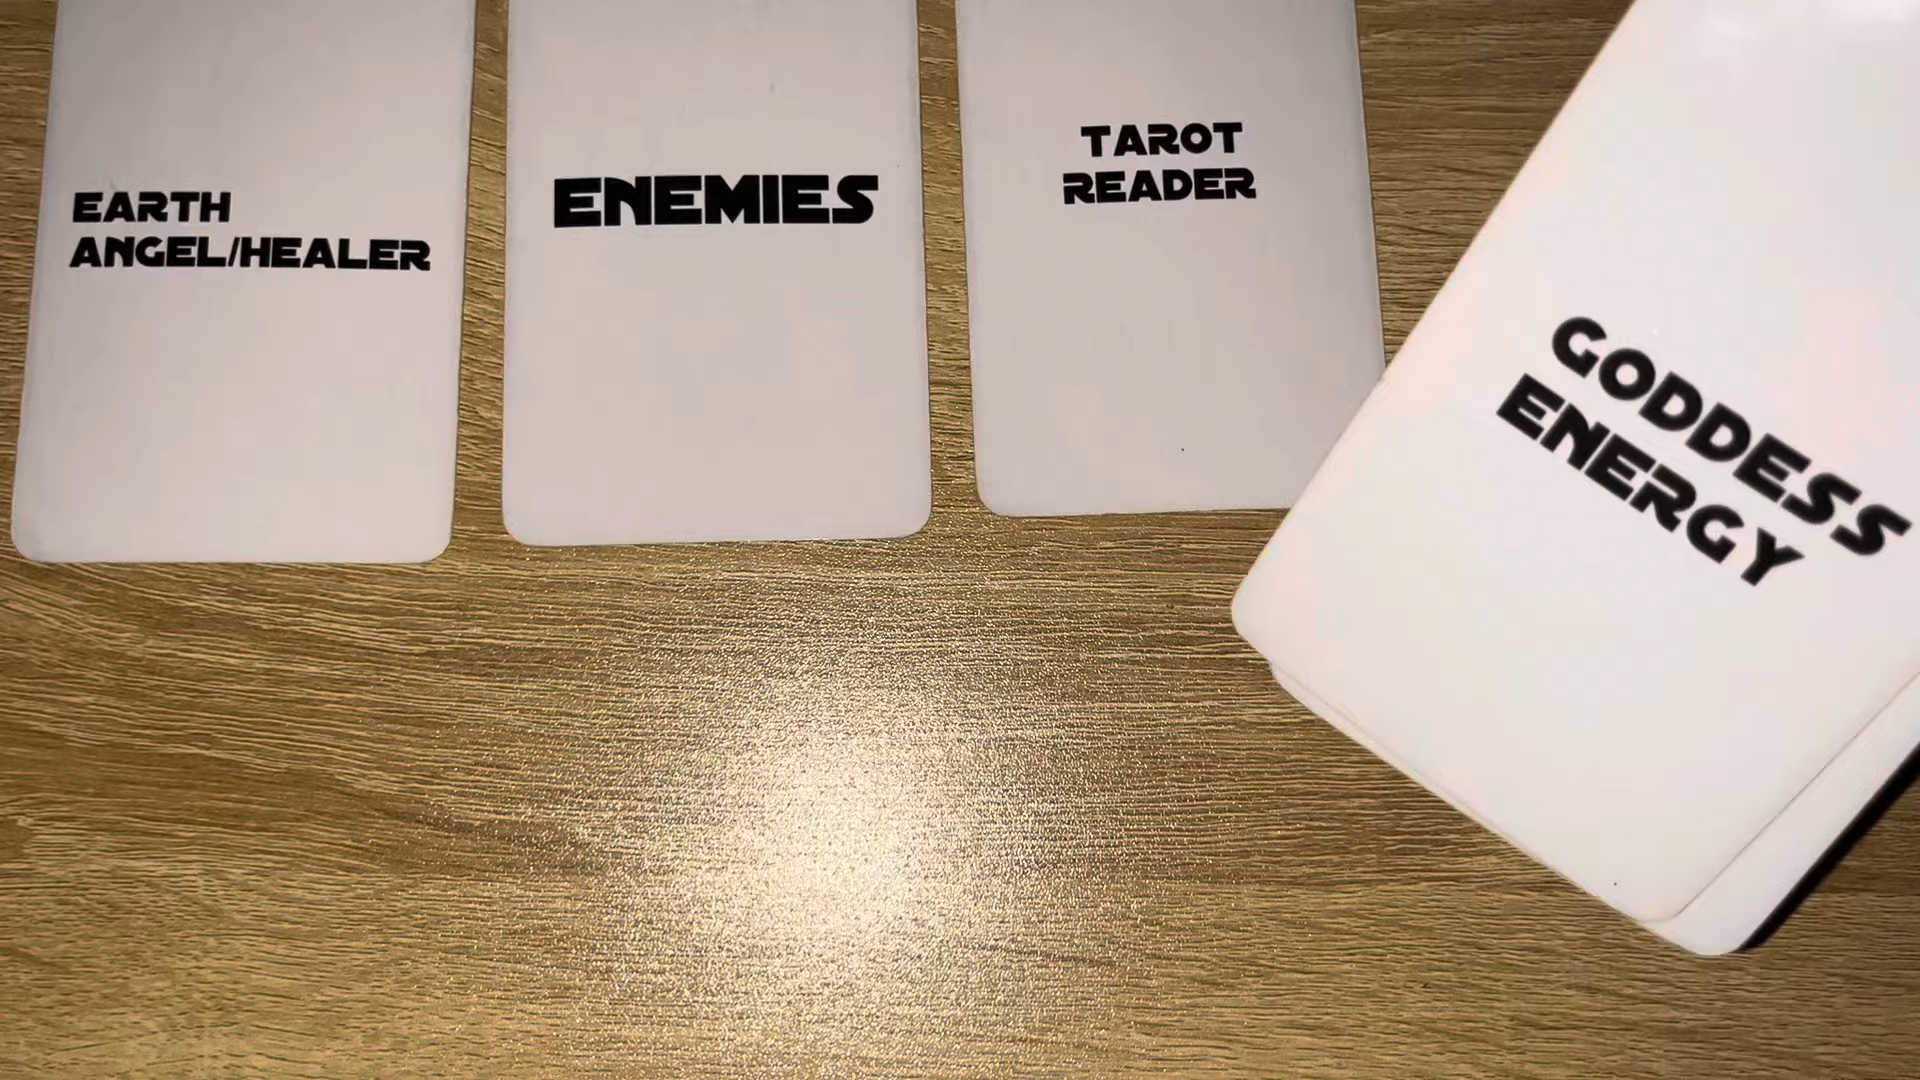 EARTH
ANGEL/HEALER
ENEMIES
TAROT
READER
GODDESS
ENERGY